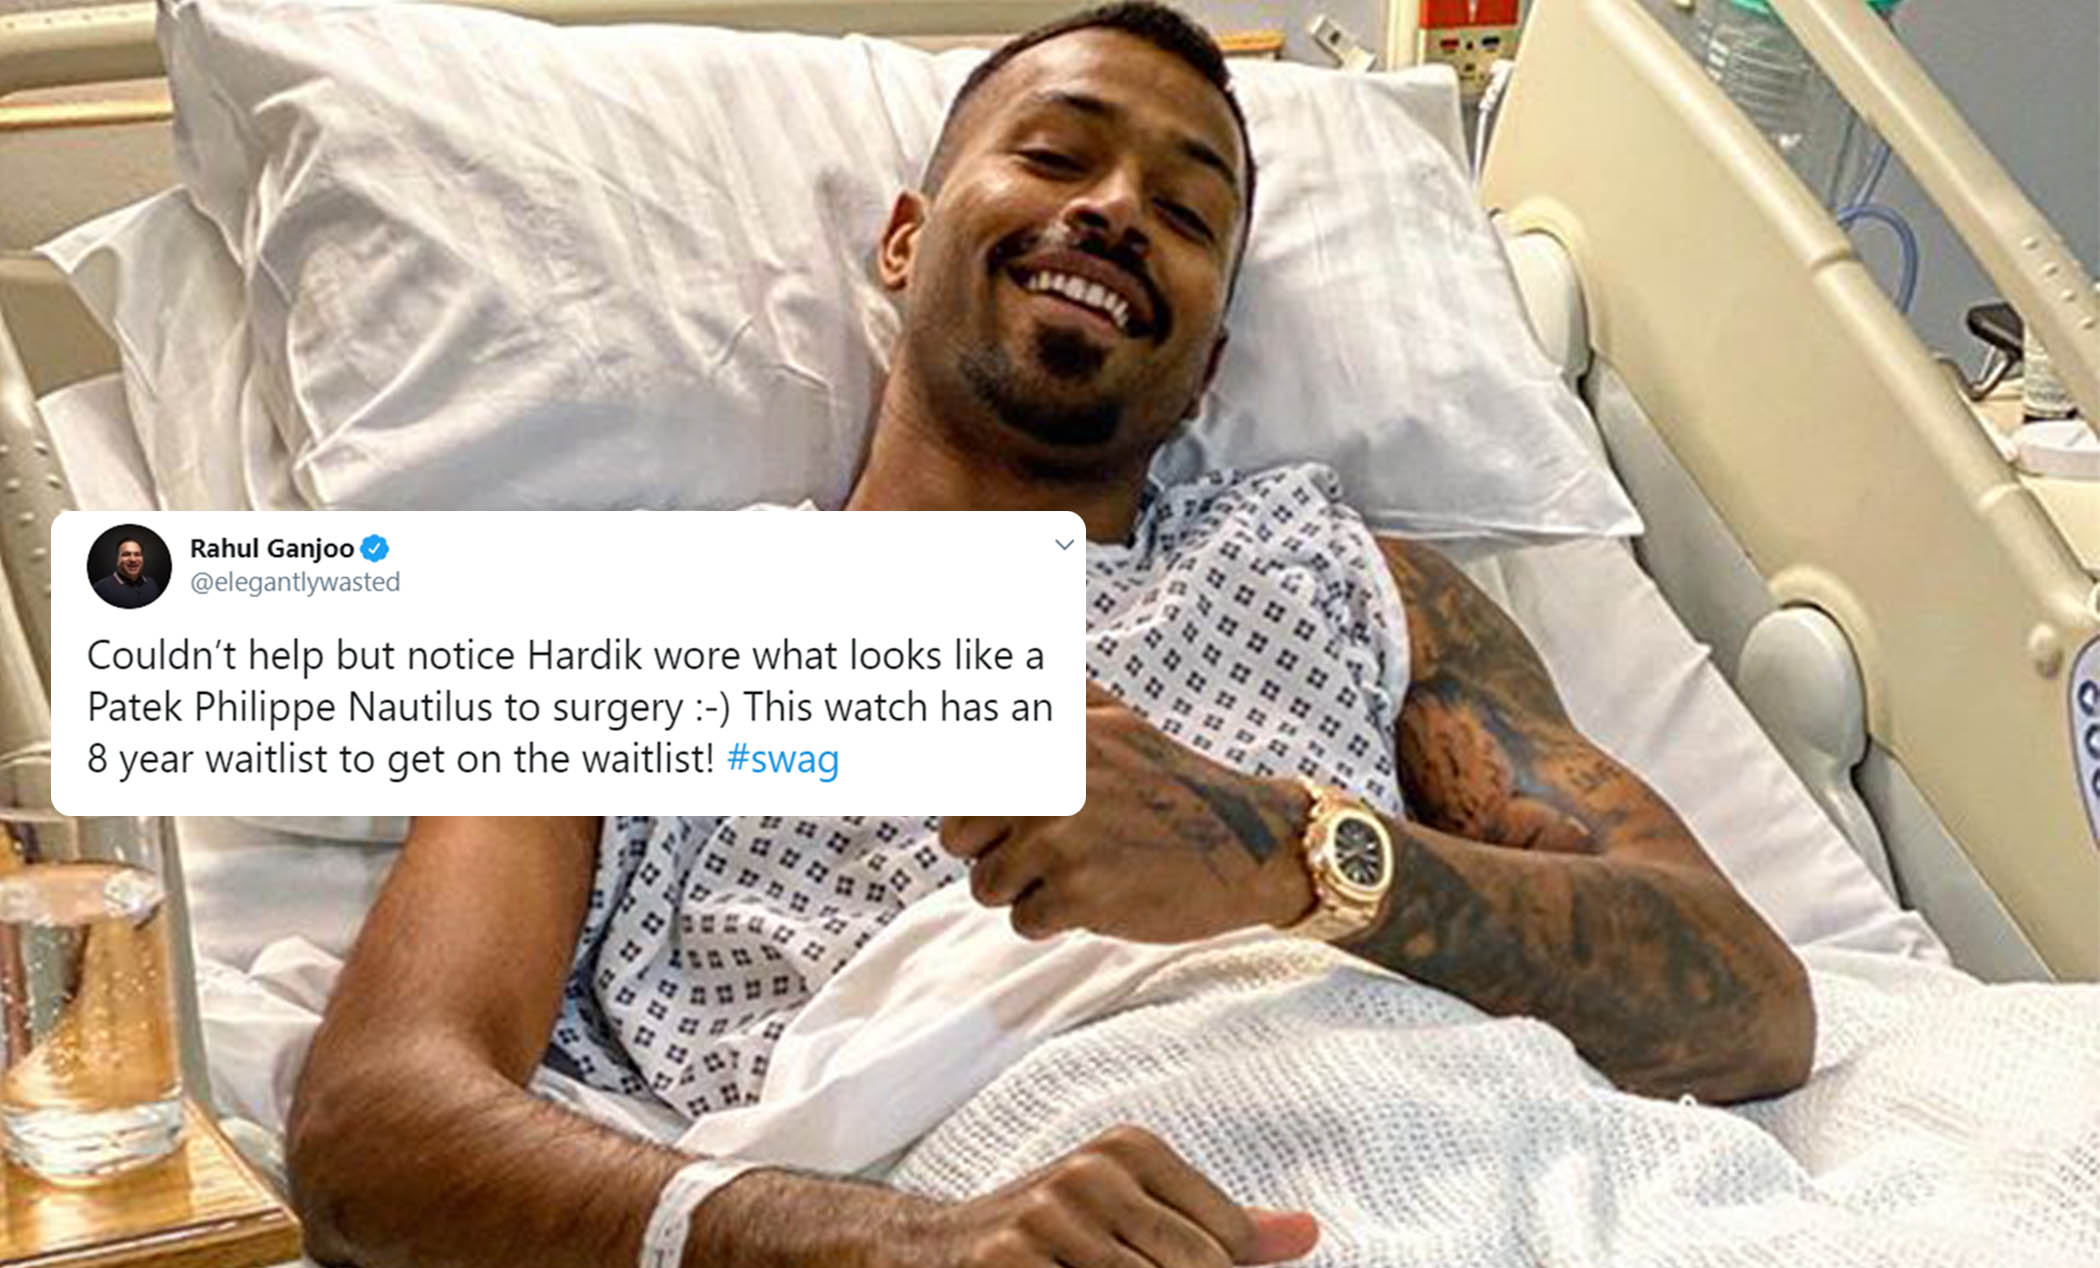 Rahul Ganjoo
@elegantlywasted
Couldn’t help but notice Hardik wore what looks like a
Patek Philippe Nautilus to surgery :-) This watch has an
8 year waitlist to get on the waitlist! #swag